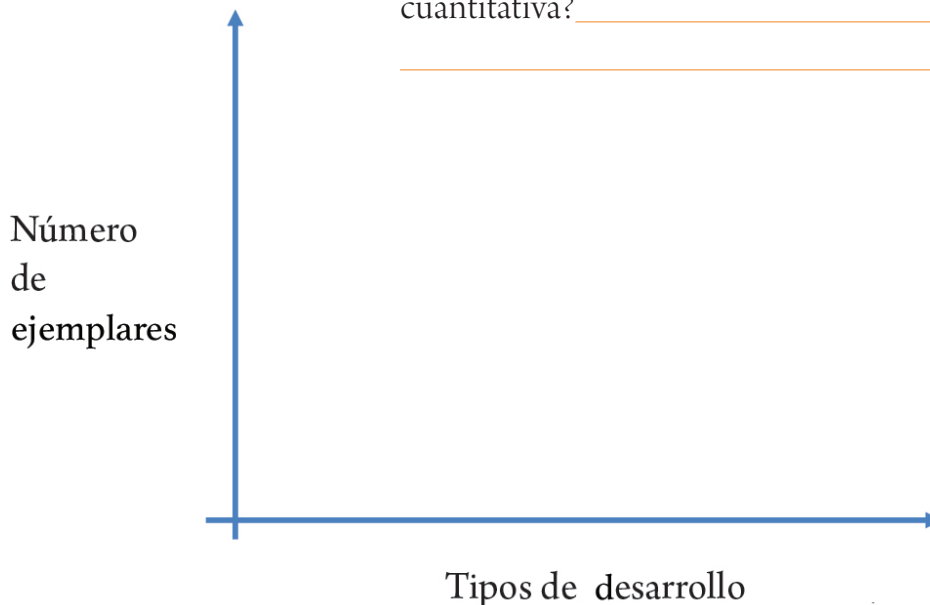 cuantitativa?
Número
de
ejemplares
Tipos de desarrollo